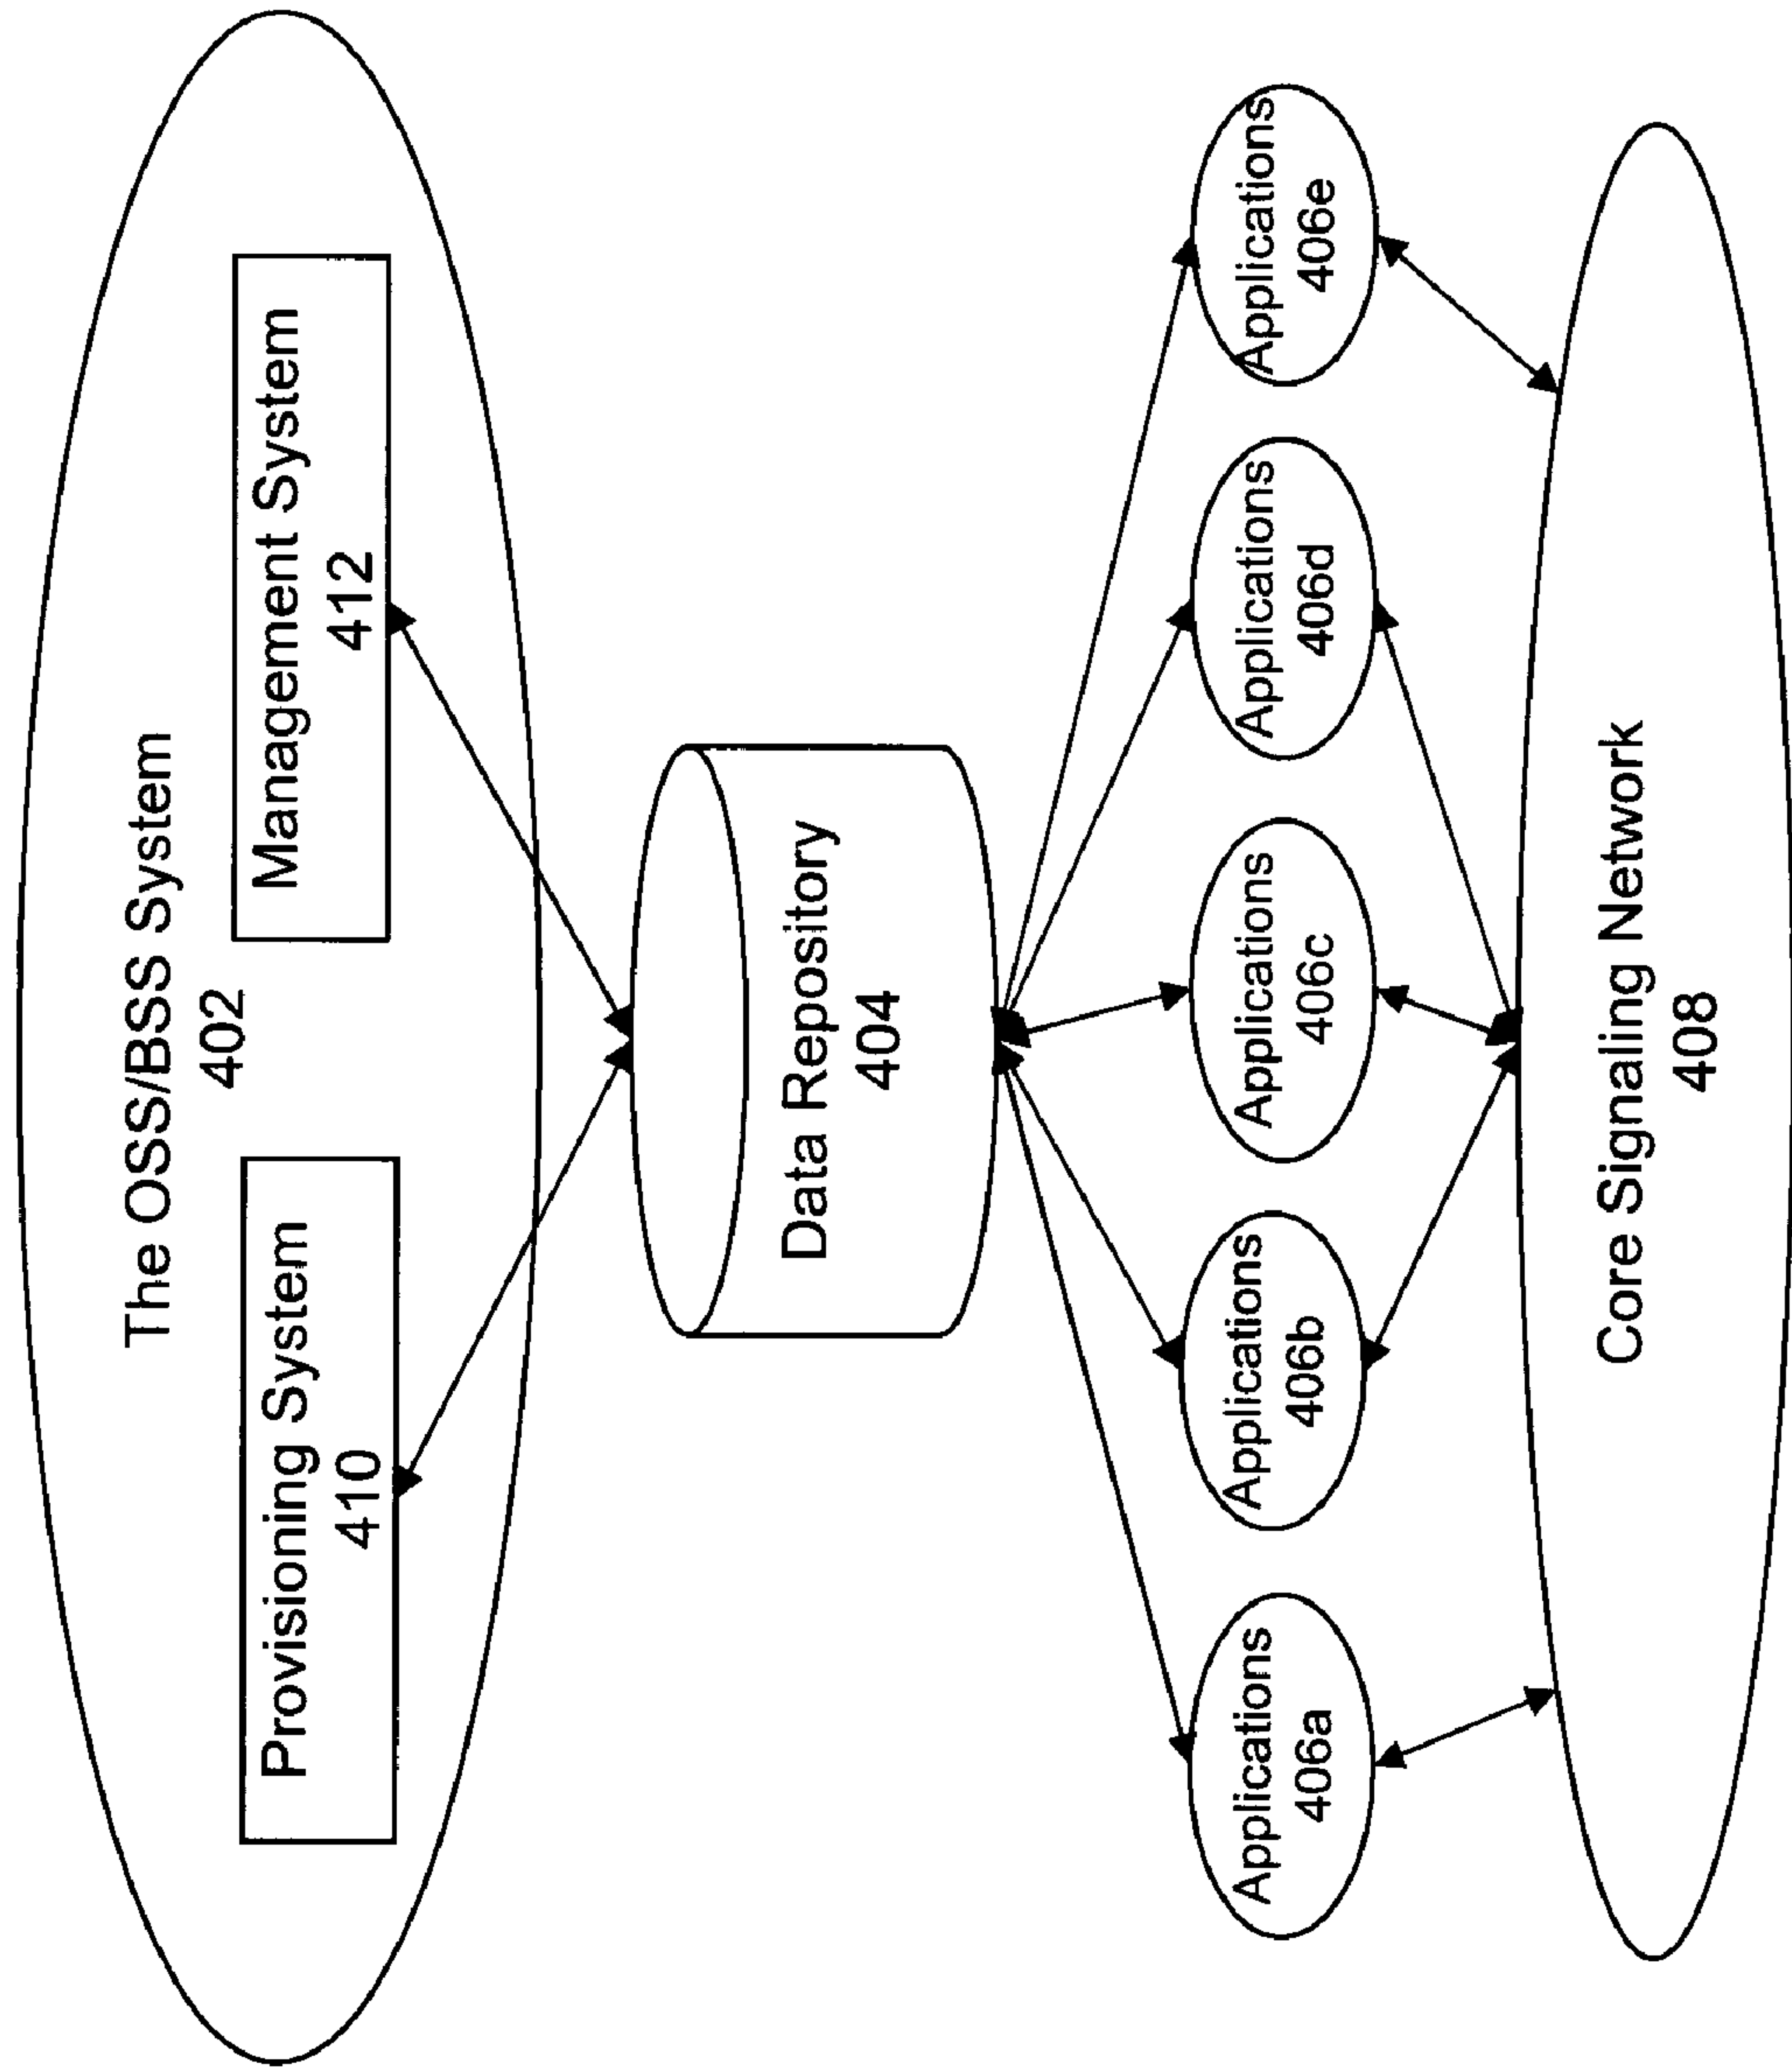 The OSS/BSS System
402
Provisioning System
410
Management System
412
Data Repository
404
Applications
406a
Applications
406b
Applications
406c
Applications
406d
Applications
406e
Core Signaling Network
408